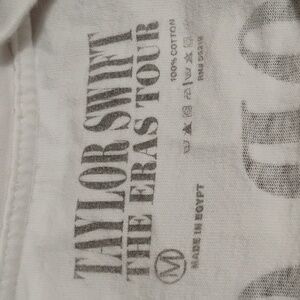 TAYLOR SWIFT
THE ERAS TOUR
M
100% COTTON
MADE IN EGYPT